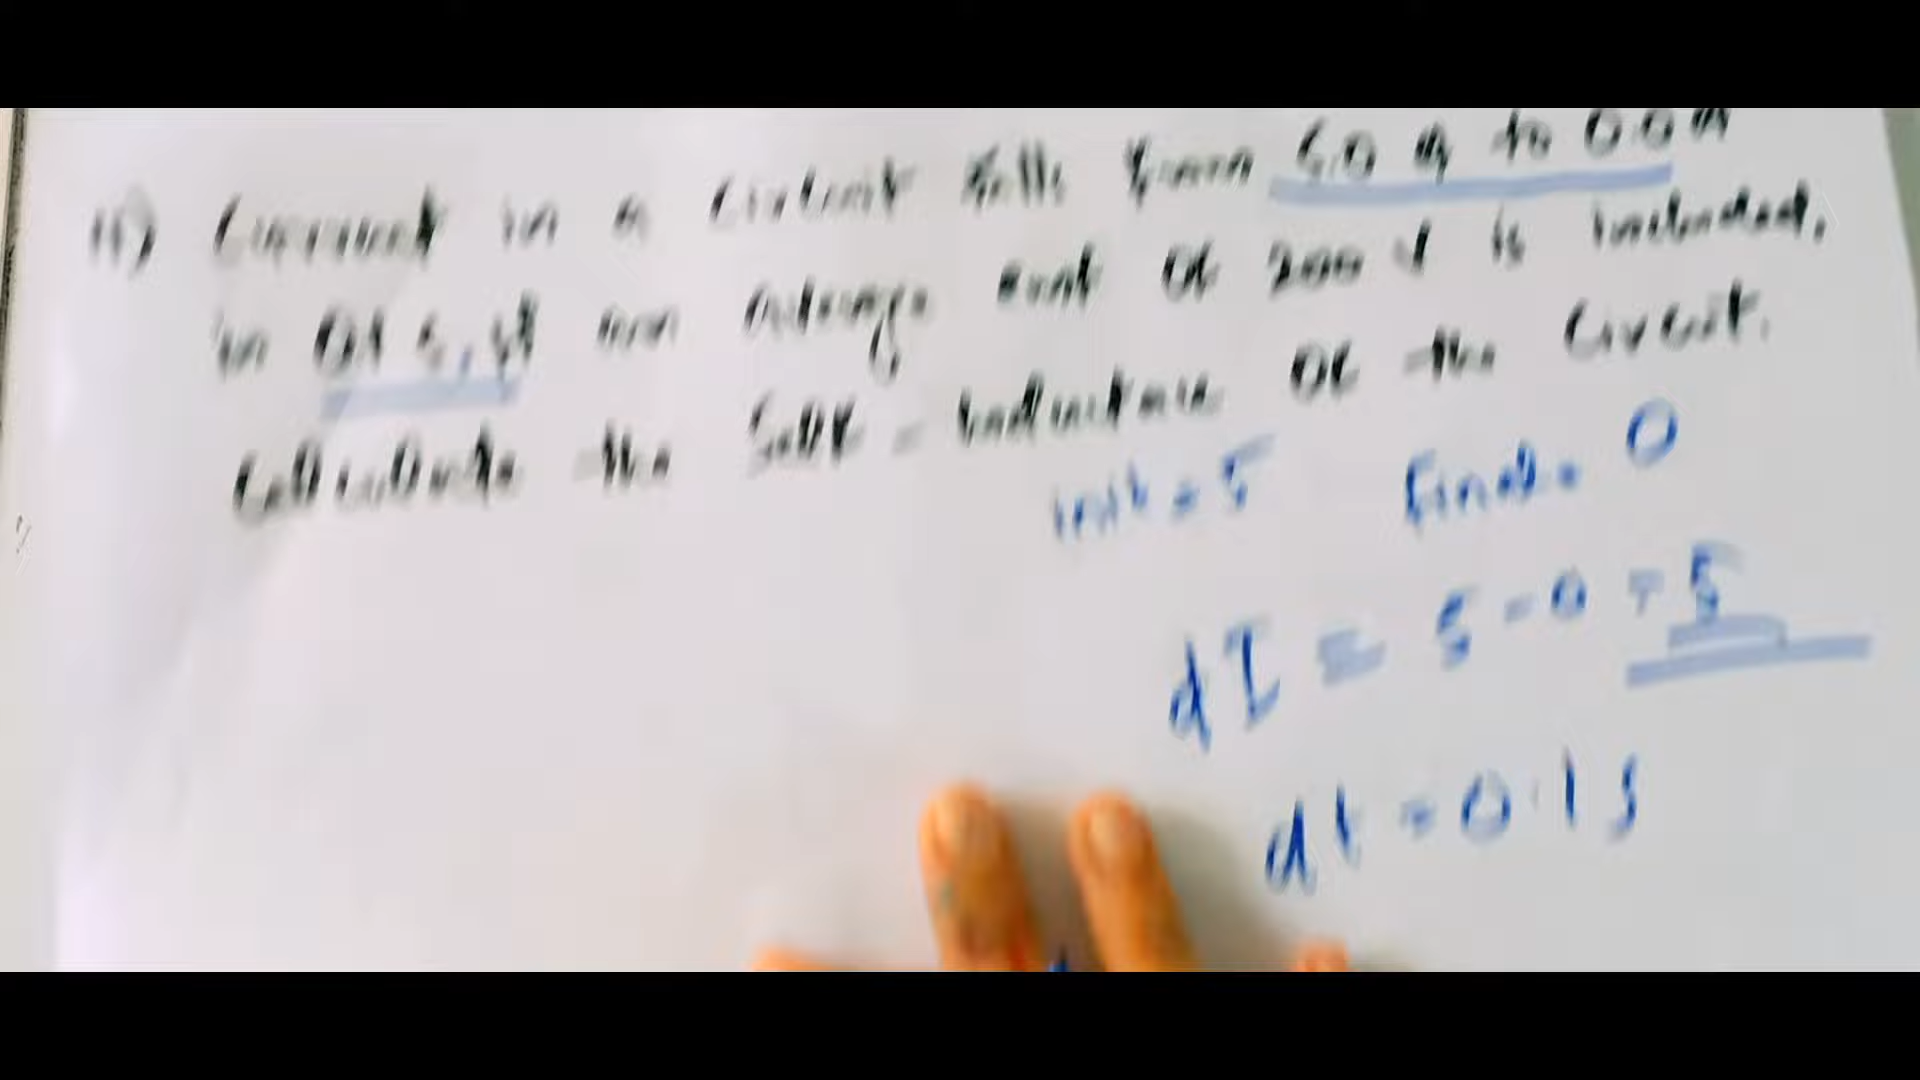 11) Current in a circuit falls from 5.0 A to 0.0 A
in 0.1 s, If an average emf of 200 V is included,
calculate the self - inductance of the circuit.
init = 5 final = 0
dI = 5 - 0 = 5
dt = 0.1 s